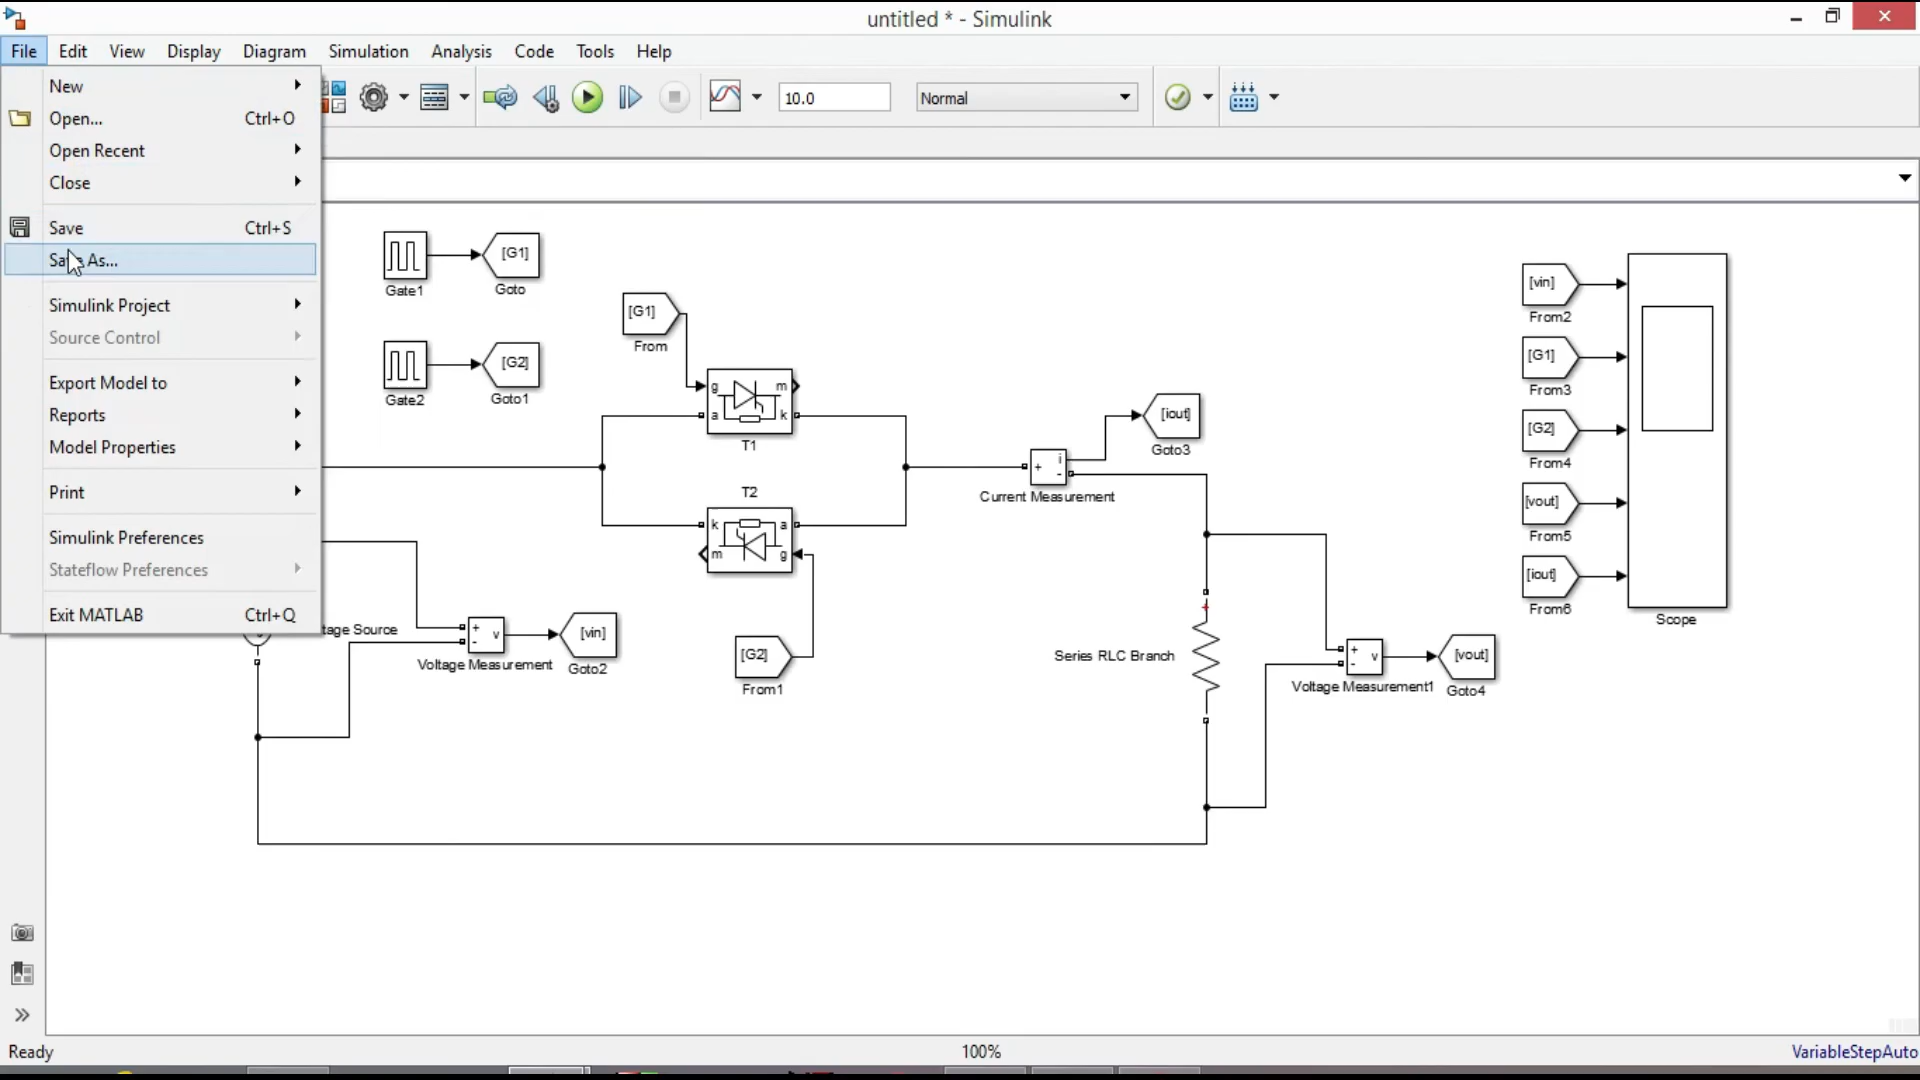 untitled * - Simulink
File Edit View Display Diagram Simulation Analysis Code Tools Help
10.0 Normal
New
Open... Ctrl+O
Open Recent
Close
Save Ctrl+S
Save As...
Simulink Project
Source Control
Export Model to
Reports
Model Properties
Print
Simulink Preferences
Stateflow Preferences
Exit MATLAB Ctrl+Q
[G1]
Gate1 Goto
[G2]
Gate2 Goto1
[G1]
From
g m
a k
T1
T2
k a
m g
[G2]
From1
tage Source
+ - v
Voltage Measurement
[vin]
Goto2
+ i -
Current Measurement
[iout]
Goto3
+
Series RLC Branch
+ - v
Voltage Measurement1
[vout]
Goto4
[vin]
From2
[G1]
From3
[G2]
From4
[vout]
From5
[iout]
From6
Scope
Ready 100% VariableStepAuto